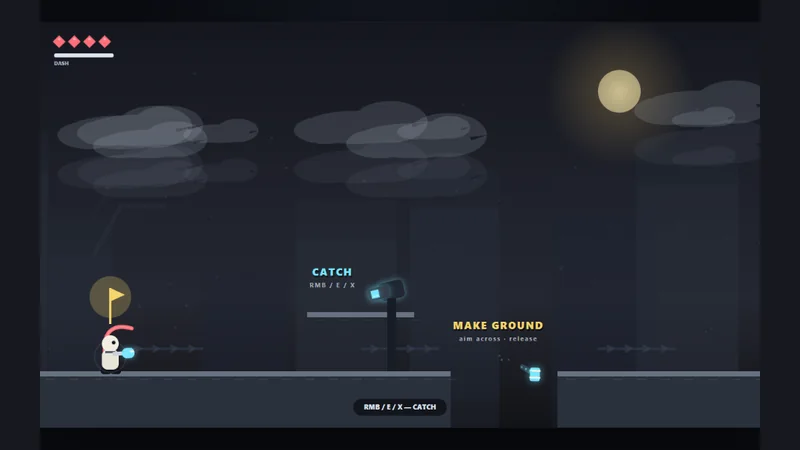 DASH
CATCH
RMB / E / X
MAKE GROUND
aim across · release
RMB / E / X — CATCH